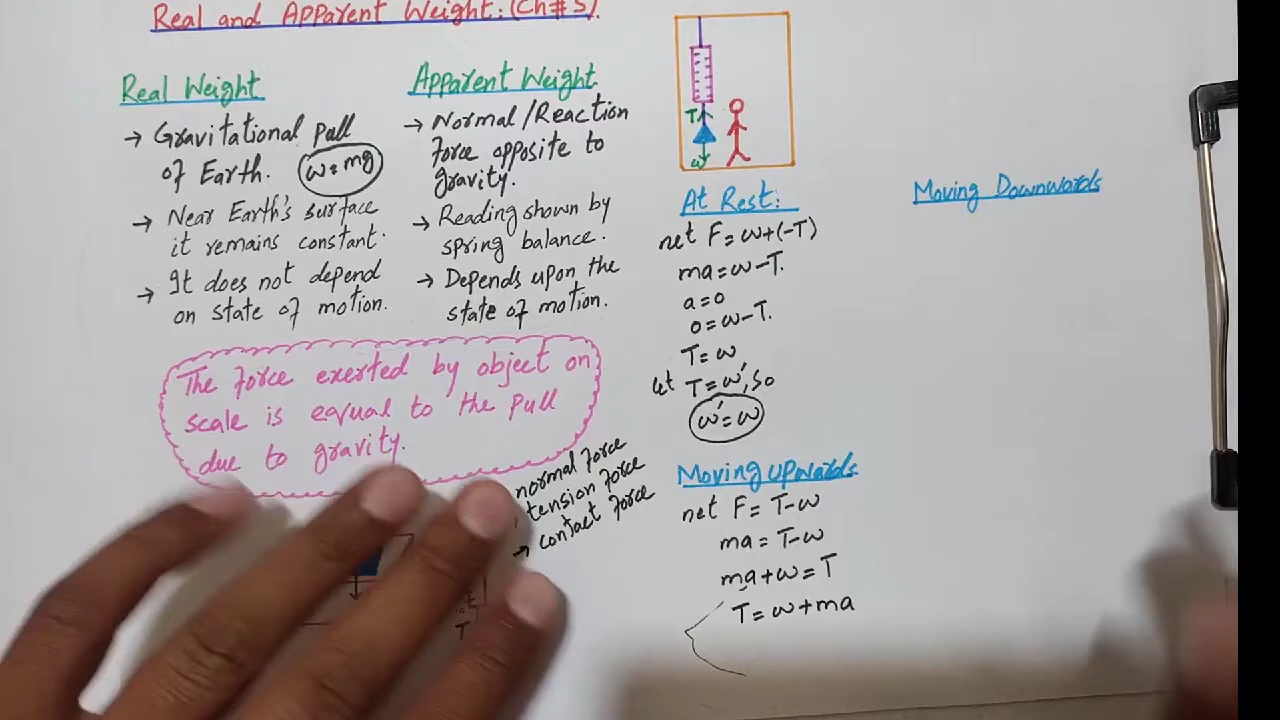 Real and Apparent Weight: (Ch#5).
Real Weight
→ Gravitational pull
of Earth. w=mg
→ Near Earth's surface
it remains constant.
→ It does not depend
on state of motion.
Apparent Weight
→ Normal/Reaction
force opposite to
gravity.
→ Reading shown by
spring balance.
→ Depends upon the
state of motion.
The force exerted by object on
scale is equal to the pull
due to gravity.
normal force
tension force
→ contact force
T
T
w
At Rest:
net F = w+(-T)
ma = w-T.
a=0
0=w-T.
T=w
let T=w', so
w'=w
Moving upwards
net F = T-w
ma = T-w
ma+w = T
T = w+ma
Moving Downwards